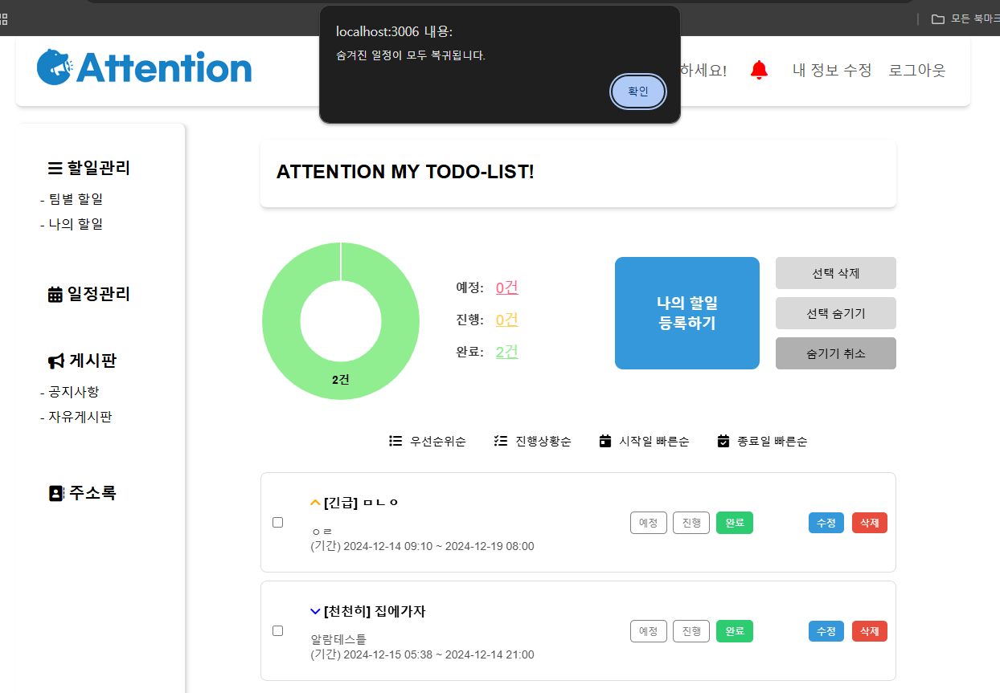 모든 북마크
localhost:3006 내용:
숨겨진 일정이 모두 복귀됩니다.
확인
Attention
하세요!
내 정보 수정
로그아웃
할일관리
- 팀별 할일
- 나의 할일
일정관리
게시판
- 공지사항
- 자유게시판
주소록
ATTENTION MY TODO-LIST!
2건
예정: 0건
진행: 0건
완료: 2건
나의 할일
등록하기
선택 삭제
선택 숨기기
숨기기 취소
우선순위순
진행상황순
시작일 빠른순
종료일 빠른순
[긴급] ㅁㄴㅇ
ㅇㄹ
(기간) 2024-12-14 09:10 ~ 2024-12-19 08:00
예정 진행 완료 수정 삭제
[천천히] 집에가자
알람테스틑
(기간) 2024-12-15 05:38 ~ 2024-12-14 21:00
예정 진행 완료 수정 삭제